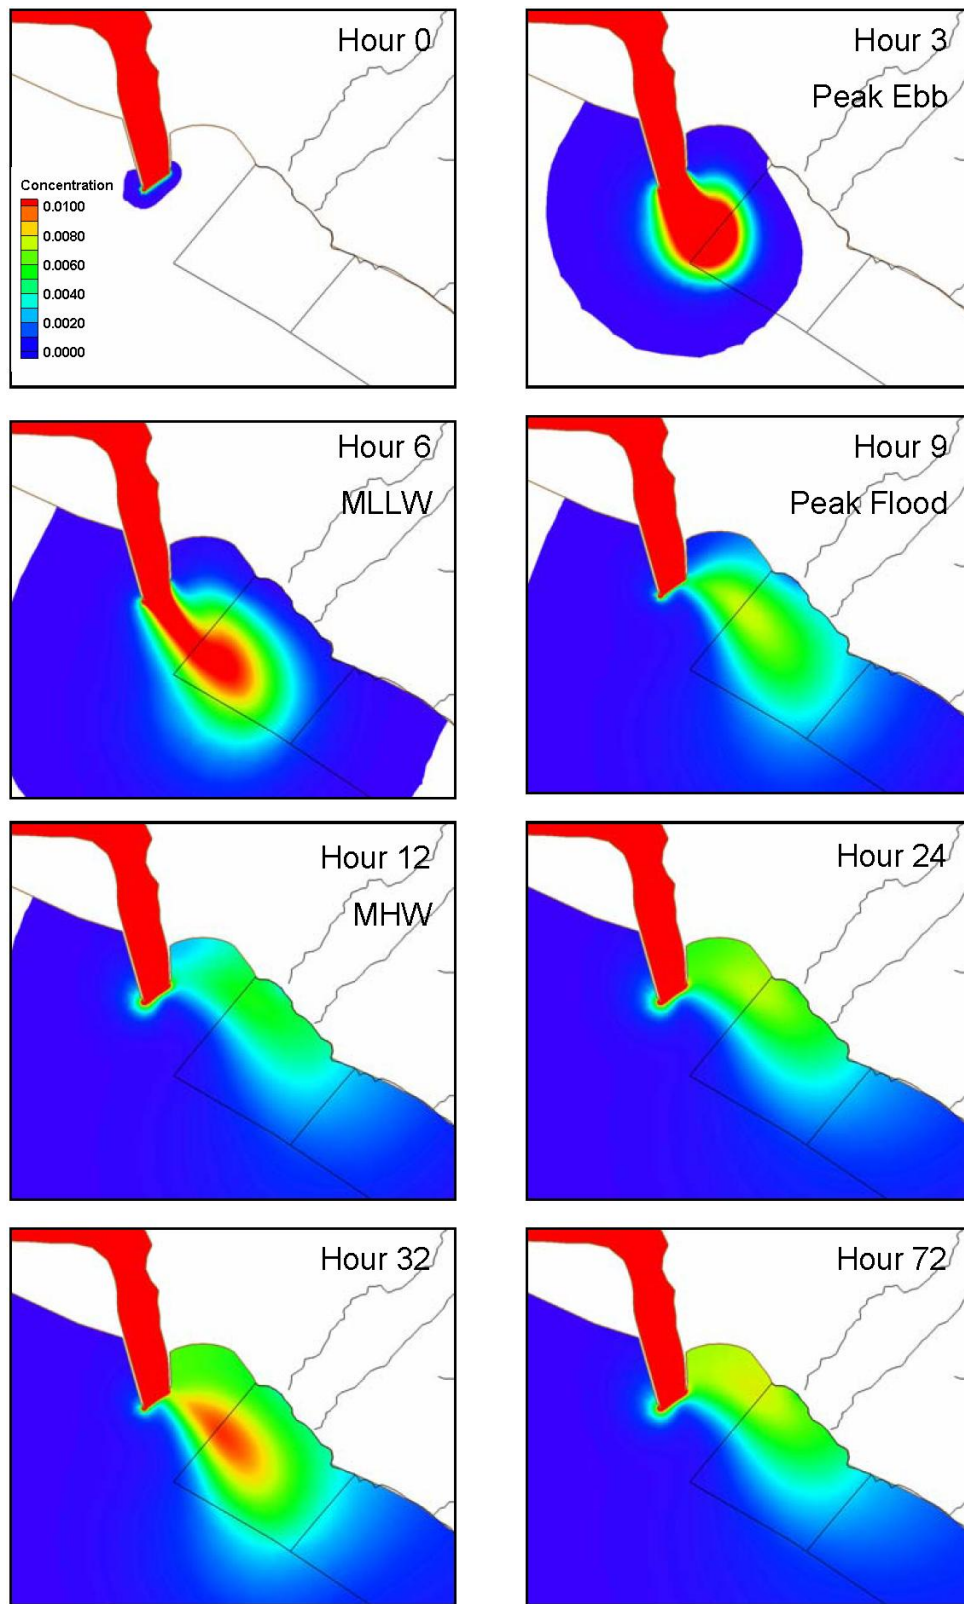 Hour 0
Concentration
0.0100
0.0080
0.0060
0.0040
0.0020
0.0000
Hour 3
Peak Ebb
Hour 6
MLLW
Hour 9
Peak Flood
Hour 12
MHW
Hour 24
Hour 32
Hour 72